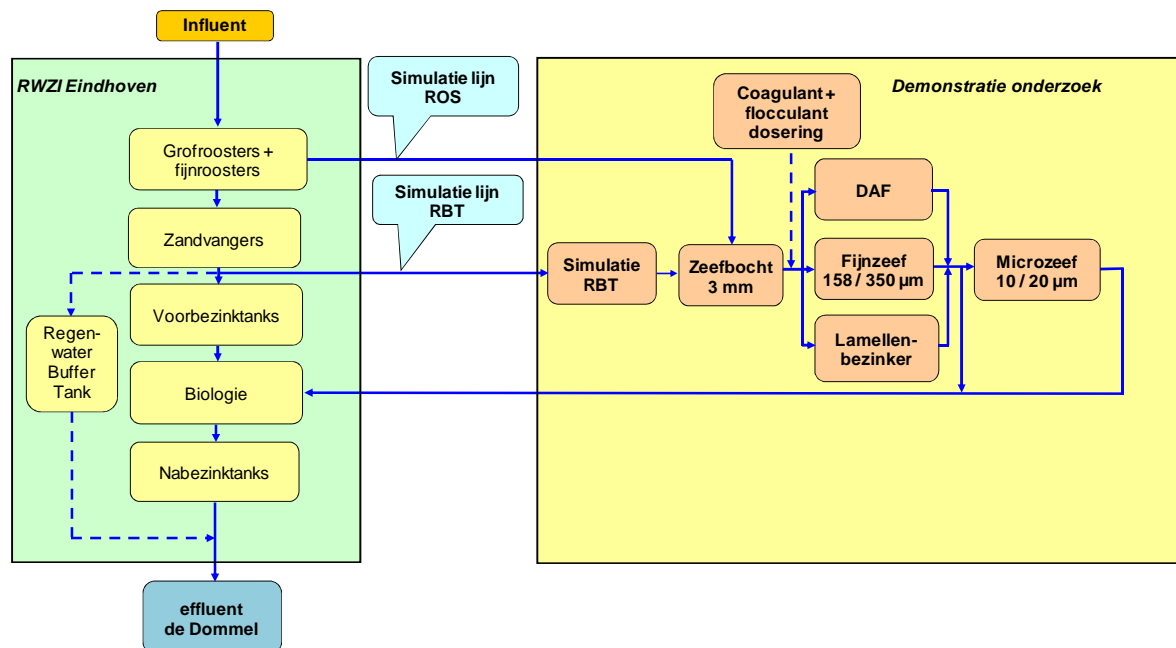 Influent
RWZI Eindhoven
Grofroosters +
fijnroosters
Zandvangers
Voorbezinktanks
Regen-
water
Buffer
Tank
Biologie
Nabezinktanks
effluent
de Dommel
Simulatie lijn
ROS
Simulatie lijn
RBT
Demonstratie onderzoek
Coagulant +
flocculant
dosering
Simulatie
RBT
Zeefbocht
3 mm
DAF
Fijnzeef
158 / 350 µm
Lamellen-
bezinker
Microzeef
10 / 20 µm